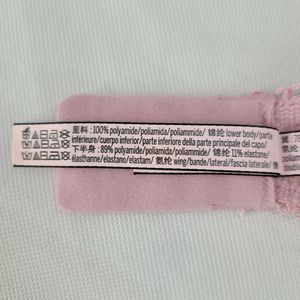 里料：100% polyamide/poliamida/poliammide/ 锦纶 lower body/partie
inférieure/cuerpo inferior/parte inferiore della parte principale del capo/
下半身：89% polyamide/poliamida/poliammide/ 锦纶 11% elastane/
élasthanne/elastano/elastam/ 氨纶 wing/bande/lateral/fascia laterale/